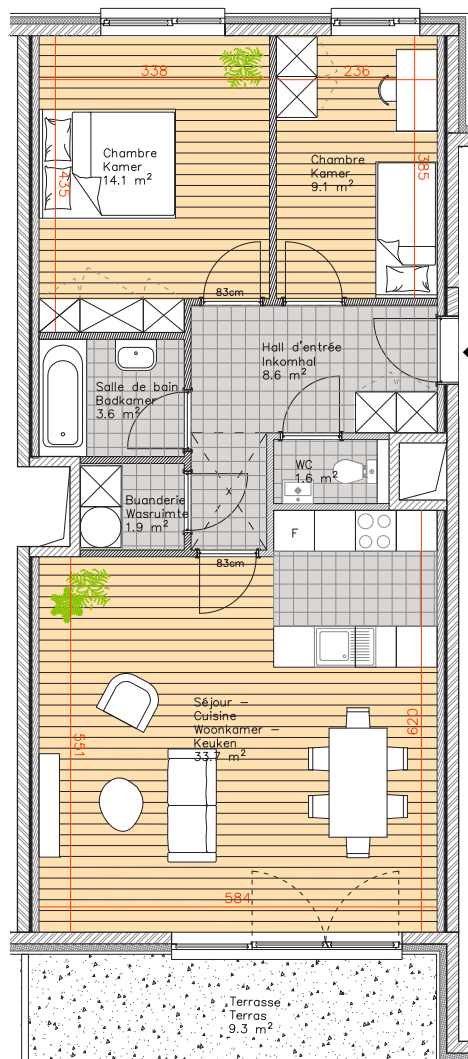 338
236
Chambre
Kamer
14.1 m²
435
Chambre
Kamer
9.1 m²
385
83cm
Hall d'entrée
Inkomhal
8.6 m²
Salle de bain
Badkamer
3.6 m²
WC
1.6 m²
Buanderie
Wasruimte
1.9 m²
x
F
83cm
Séjour –
Cuisine
Woonkamer –
Keuken
33.7 m²
551
620
584
Terrasse
Terras
9.3 m²